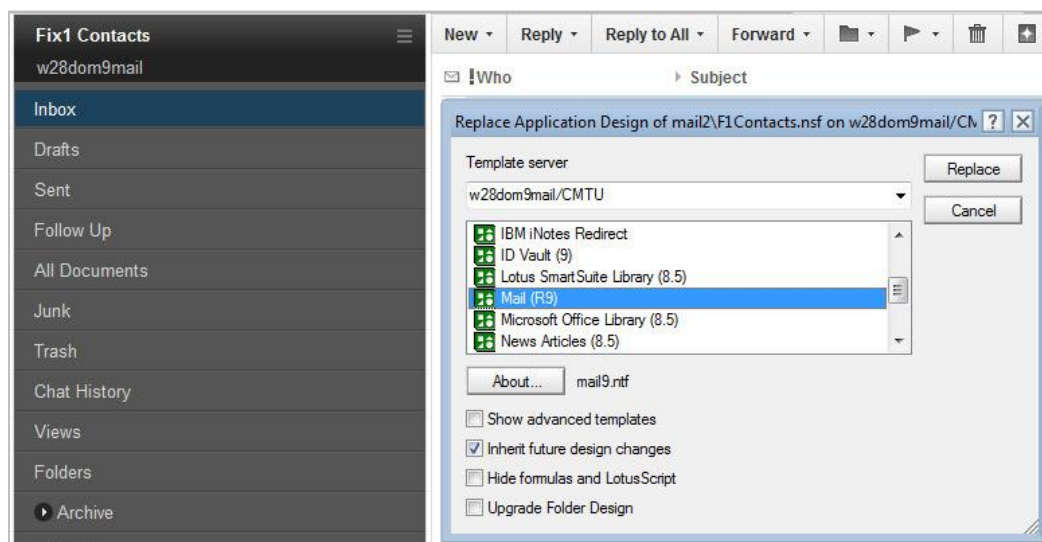 Fix1 Contacts
w28dom9mail
Inbox
Drafts
Sent
Follow Up
All Documents
Junk
Trash
Chat History
Views
Folders
Archive
New Reply Reply to All Forward
!Who Subject
Replace Application Design of mail2\F1Contacts.nsf on w28dom9mail/CM ?
Template server
w28dom9mail/CMTU
Replace
Cancel
IBM iNotes Redirect
ID Vault (9)
Lotus SmartSuite Library (8.5)
Mail (R9)
Microsoft Office Library (8.5)
News Articles (8.5)
About... mail9.ntf
Show advanced templates
Inherit future design changes
Hide formulas and LotusScript
Upgrade Folder Design